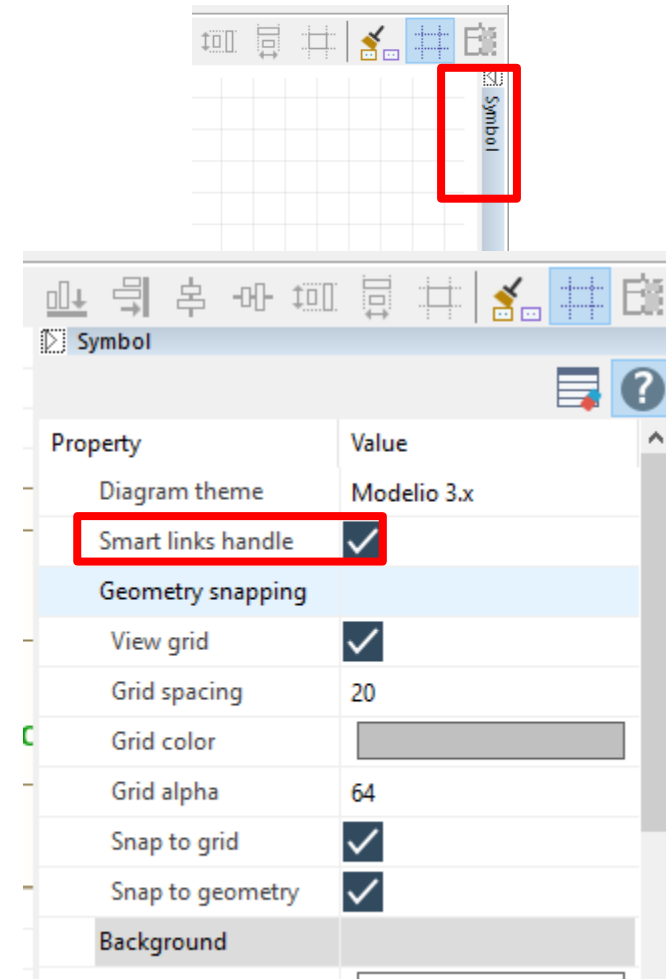 Symbol
Symbol
?
Property Value
Diagram theme Modelio 3.x
Smart links handle
Geometry snapping
View grid
Grid spacing 20
Grid color
Grid alpha 64
Snap to grid
Snap to geometry
Background